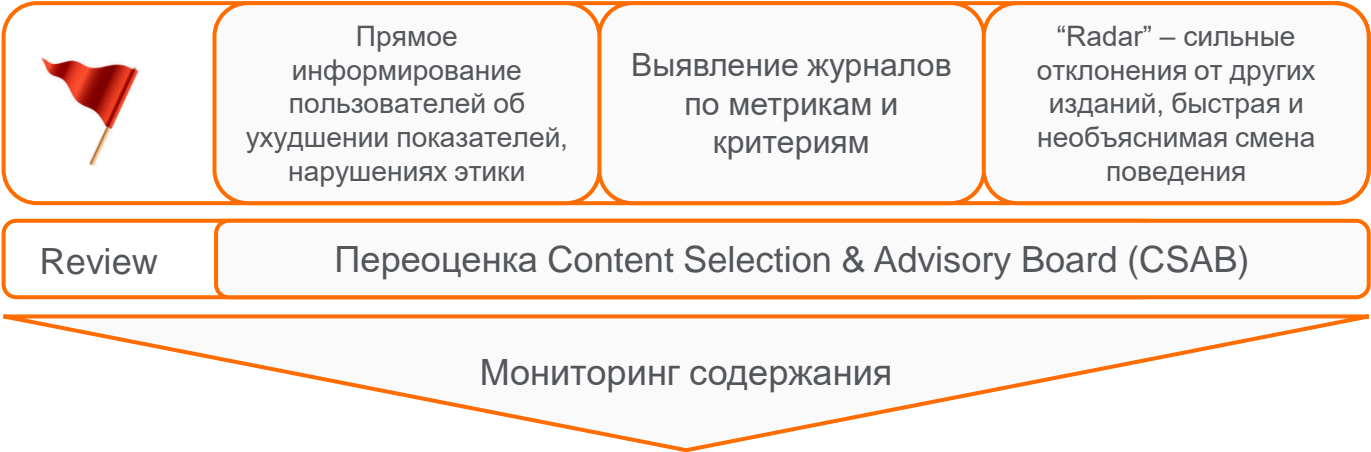 Прямое
информирование
пользователей об
ухудшении показателей,
нарушениях этики
Выявление журналов
по метрикам и
критериям
“Radar” – сильные
отклонения от других
изданий, быстрая и
необъяснимая смена
поведения
Review
Переоценка Content Selection & Advisory Board (CSAB)
Мониторинг содержания